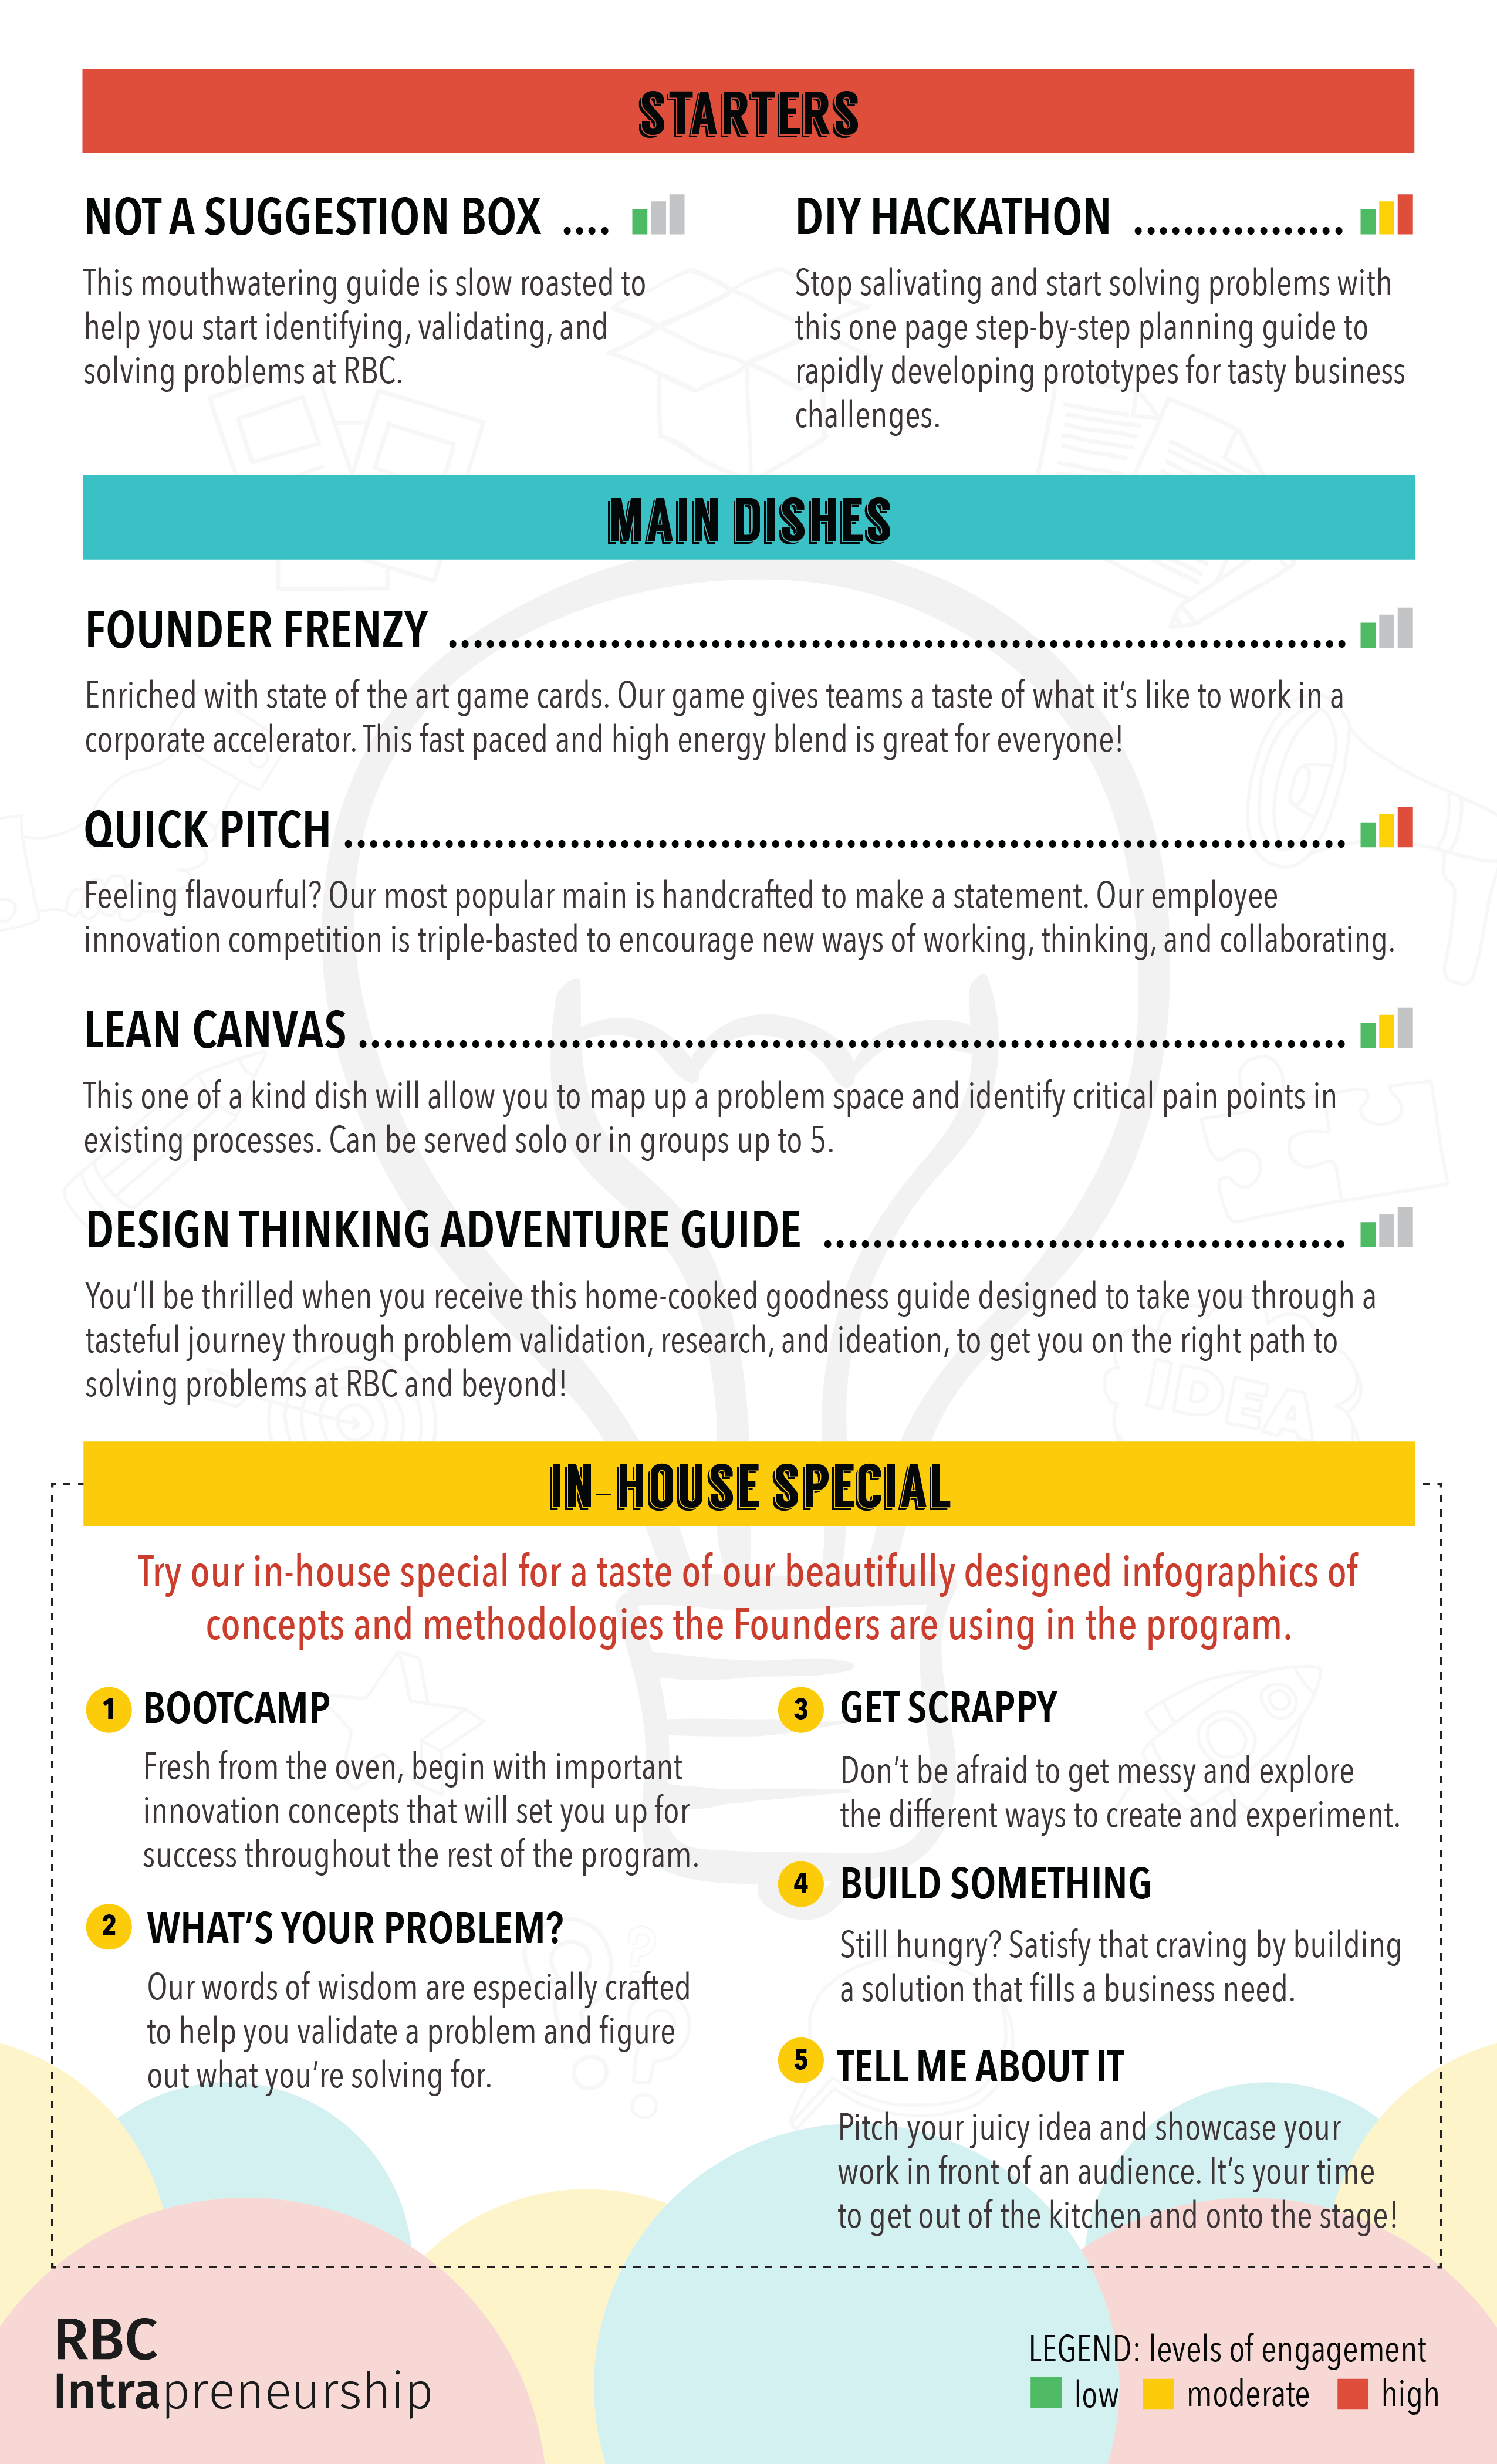 STARTERS
NOT A SUGGESTION BOX ....
This mouthwatering guide is slow roasted to
help you start identifying, validating, and
solving problems at RBC.
DIY HACKATHON .................
Stop salivating and start solving problems with
this one page step-by-step planning guide to
rapidly developing prototypes for tasty business
challenges.
MAIN DISHES
FOUNDER FRENZY ........................................................................
Enriched with state of the art game cards. Our game gives teams a taste of what it’s like to work in a
corporate accelerator. This fast paced and high energy blend is great for everyone!
QUICK PITCH ................................................................................
Feeling flavourful? Our most popular main is handcrafted to make a statement. Our employee
innovation competition is triple-basted to encourage new ways of working, thinking, and collaborating.
LEAN CANVAS ...............................................................................
This one of a kind dish will allow you to map up a problem space and identify critical pain points in
existing processes. Can be served solo or in groups up to 5.
DESIGN THINKING ADVENTURE GUIDE ..........................................
You’ll be thrilled when you receive this home-cooked goodness guide designed to take you through a
tasteful journey through problem validation, research, and ideation, to get you on the right path to
solving problems at RBC and beyond!
IDEA
IN-HOUSE SPECIAL
Try our in-house special for a taste of our beautifully designed infographics of
concepts and methodologies the Founders are using in the program.
1 BOOTCAMP
Fresh from the oven, begin with important
innovation concepts that will set you up for
success throughout the rest of the program.
2 WHAT’S YOUR PROBLEM?
Our words of wisdom are especially crafted
to help you validate a problem and figure
out what you’re solving for.
3 GET SCRAPPY
Don’t be afraid to get messy and explore
the different ways to create and experiment.
4 BUILD SOMETHING
Still hungry? Satisfy that craving by building
a solution that fills a business need.
5 TELL ME ABOUT IT
Pitch your juicy idea and showcase your
work in front of an audience. It’s your time
to get out of the kitchen and onto the stage!
RBC
Intrapreneurship
LEGEND: levels of engagement
low moderate high